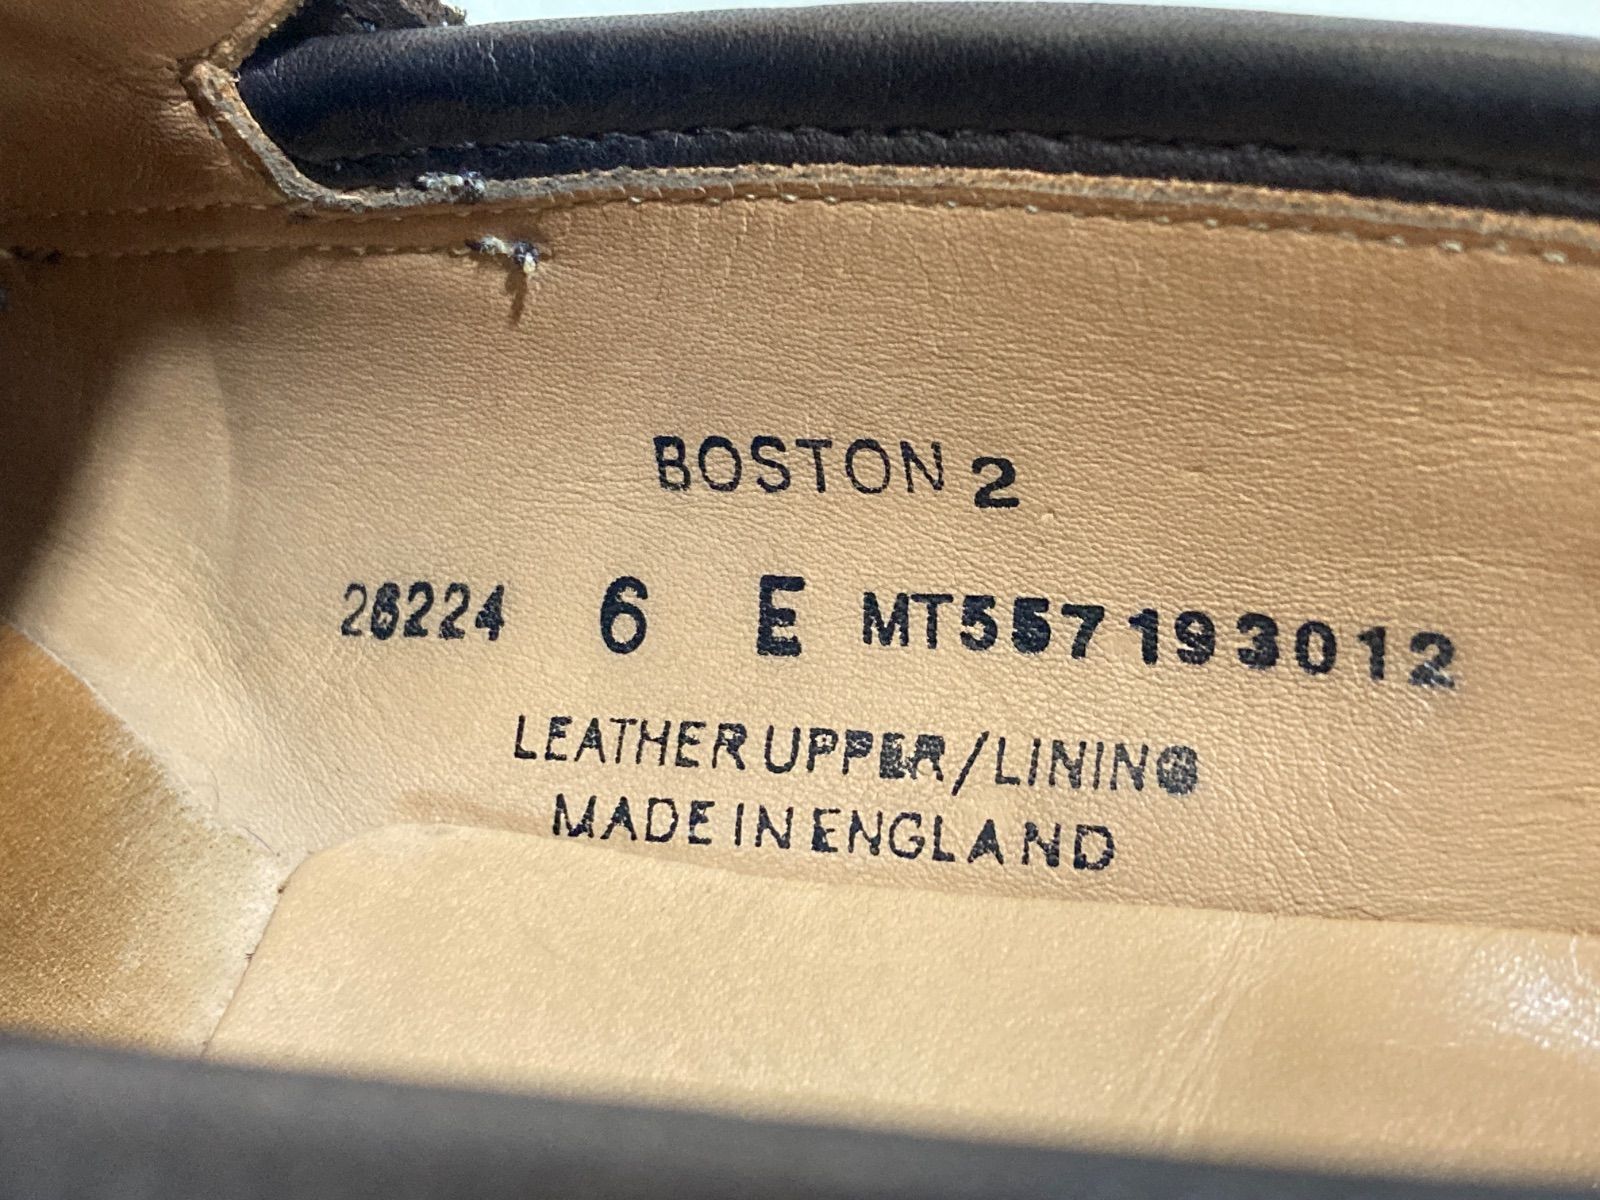 BOSTON 2
26224 6 E MT557193012
LEATHER UPPER/LINING
MADE IN ENGLAND